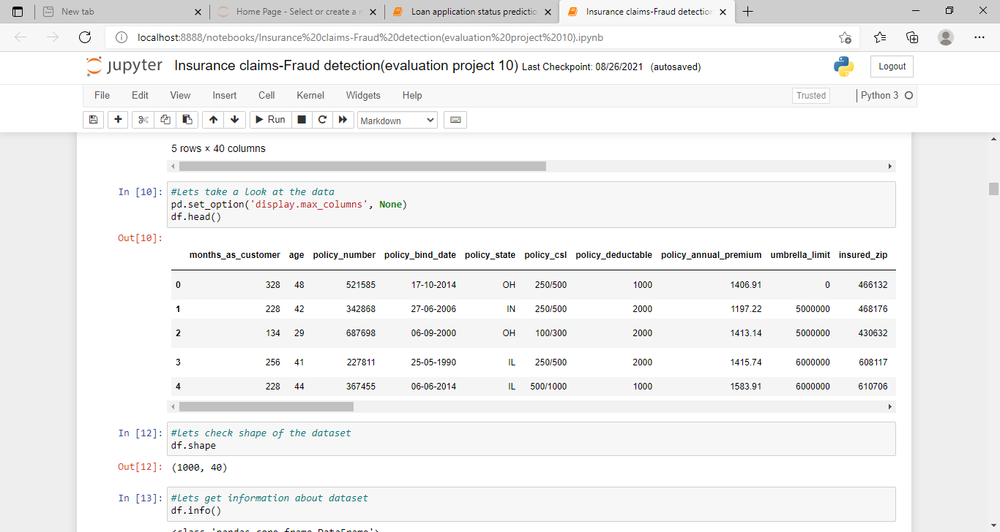 New tab
Home Page - Select or create a n
Loan application status predictio
Insurance claims-Fraud detection
localhost:8888/notebooks/Insurance%20claims-Fraud%20detection(evaluation%20project%2010).ipynb
jupyter Insurance claims-Fraud detection(evaluation project 10) Last Checkpoint: 08/26/2021 (autosaved)
Logout
File Edit View Insert Cell Kernel Widgets Help
Trusted
Python 3
Run
Markdown
5 rows × 40 columns
In [10]: #Lets take a look at the data
pd.set_option('display.max_columns', None)
df.head()
Out[10]:
months_as_customer age policy_number policy_bind_date policy_state policy_csl policy_deductable policy_annual_premium umbrella_limit insured_zip
0 328 48 521585 17-10-2014 OH 250/500 1000 1406.91 0 466132
1 228 42 342868 27-06-2006 IN 250/500 2000 1197.22 5000000 468176
2 134 29 687698 06-09-2000 OH 100/300 2000 1413.14 5000000 430632
3 256 41 227811 25-05-1990 IL 250/500 2000 1415.74 6000000 608117
4 228 44 367455 06-06-2014 IL 500/1000 1000 1583.91 6000000 610706
In [12]: #lets check shape of the dataset
df.shape
Out[12]: (1000, 40)
In [13]: #lets get information about dataset
df.info()
<class 'pandas.core.frame.DataFrame'>